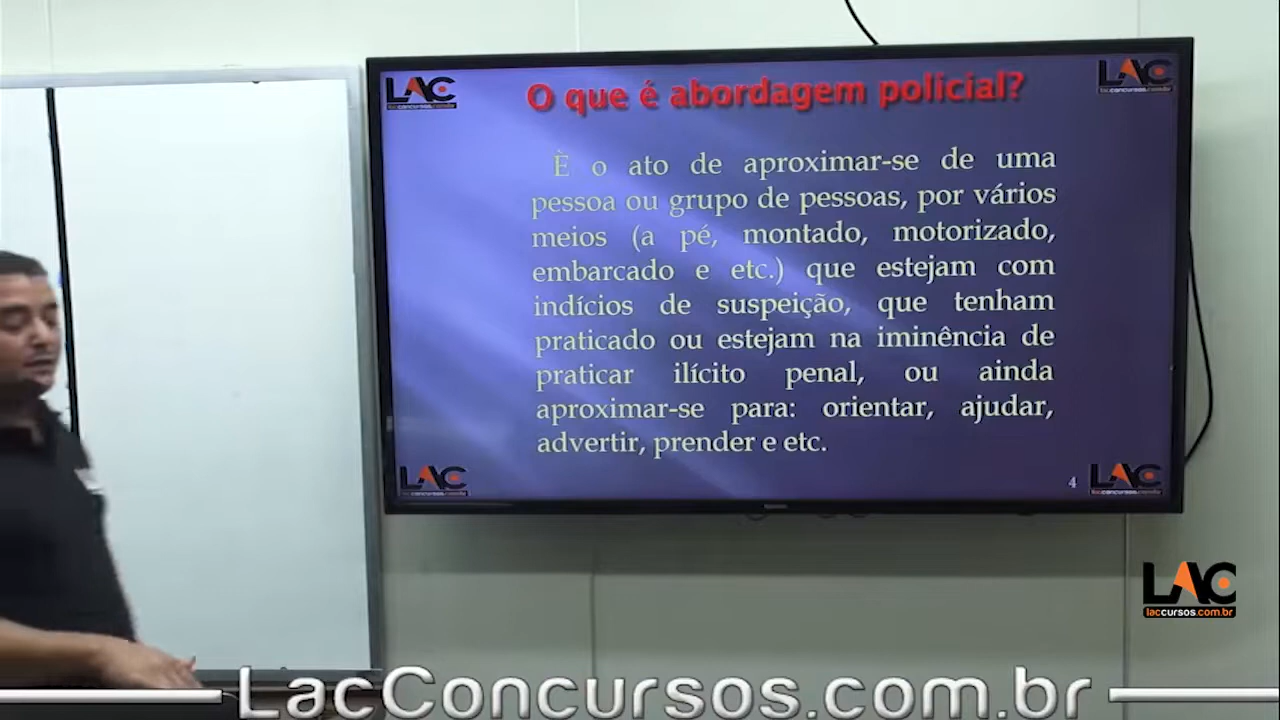 LAC
lacconcursos.com.br
LAC
O que é abordagem policial?
È o ato de aproximar-se de uma
pessoa ou grupo de pessoas, por vários
meios (a pé, montado, motorizado,
embarcado e etc.) que estejam com
indícios de suspeição, que tenham
praticado ou estejam na iminência de
praticar ilícito penal, ou ainda
aproximar-se para: orientar, ajudar,
advertir, prender e etc.
LAC
4
LAC
LAC
laccursos.com.br
LacConcursos.com.br